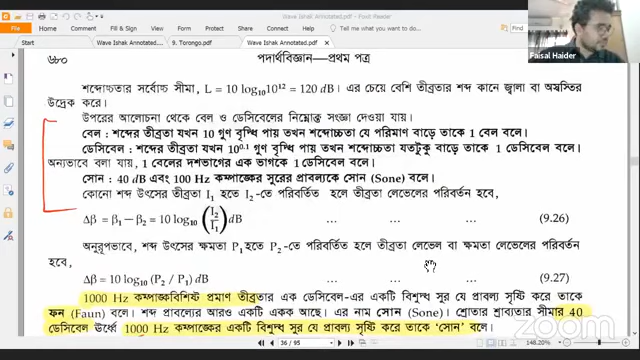 Wave Ishak Annotated.pdf - Foxit Reader
File Home Comment View Form Protect Share Help Tell me what you want to do...
Start Wave Ishak Annotated.pdf 9. Torongo.pdf Wave Ishak Annotated.pdf
Faisal Haider
৬৮০ পদার্থবিজ্ঞান—প্রথম পত্র
শব্দোচ্চতার সর্বোচ্চ সীমা, L = 10 log₁₀10¹² = 120 dB। এর চেয়ে বেশি তীব্রতার শব্দ কানে জ্বালা বা অস্বস্তির
উদ্রেক করে।
উপরের আলোচনা থেকে বেল ও ডেসিবেলের নিম্নোক্ত সংজ্ঞা দেওয়া যায়।
বেল : শব্দের তীব্রতা যখন 10 গুণ বৃদ্ধি পায় তখন শব্দোচ্চতা যে পরিমাণ বাড়ে তাকে 1 বেল বলে।
ডেসিবেল : শব্দের তীব্রতা যখন 10⁰·¹ গুণ বৃদ্ধি পায় তখন শব্দোচ্চতা যতটুকু বাড়ে তাকে 1 ডেসিবেল বলে।
অন্যভাবে বলা যায়, 1 বেলের দশভাগের এক ভাগকে 1 ডেসিবেল বলে।
সোন : 40 dB এবং 100 Hz কম্পাঙ্কের সুরের প্রাবল্যকে সোন (Sone) বলে।
কোনো শব্দ উৎসের তীব্রতা I₁ হতে I₂-তে পরিবর্তিত হলে তীব্রতা লেভেলের পরিবর্তন হবে,
Δβ = β₁ − β₂ = 10 log₁₀ (I₂/I₁) dB ... ... ... (9.26)
অনুরূপভাবে, শব্দ উৎসের ক্ষমতা P₁ হতে P₂-তে পরিবর্তিত হলে তীব্রতা লেভেল বা ক্ষমতা লেভেলের পরিবর্তন
হবে,
Δβ = 10 log₁₀ (P₂ / P₁) dB ... ... ... (9.27)
1000 Hz কম্পাঙ্কবিশিষ্ট প্রমাণ তীব্রতার এক ডেসিবেল-এর একটি বিশুদ্ধ সুর যে প্রাবল্য সৃষ্টি করে তাকে
ফন (Faun) বলে। শব্দ প্রাবল্যের আরও একটি একক আছে। এর নাম সোন (Sone)। শ্রোতার শ্রাব্যতার সীমার 40
ডেসিবেল উর্ধ্বে 1000 Hz কম্পাঙ্কের একটি বিশুদ্ধ সুর যে প্রাবল্য সৃষ্টি করে তাকে 'সোন' বলে।
36 / 95 148.20%